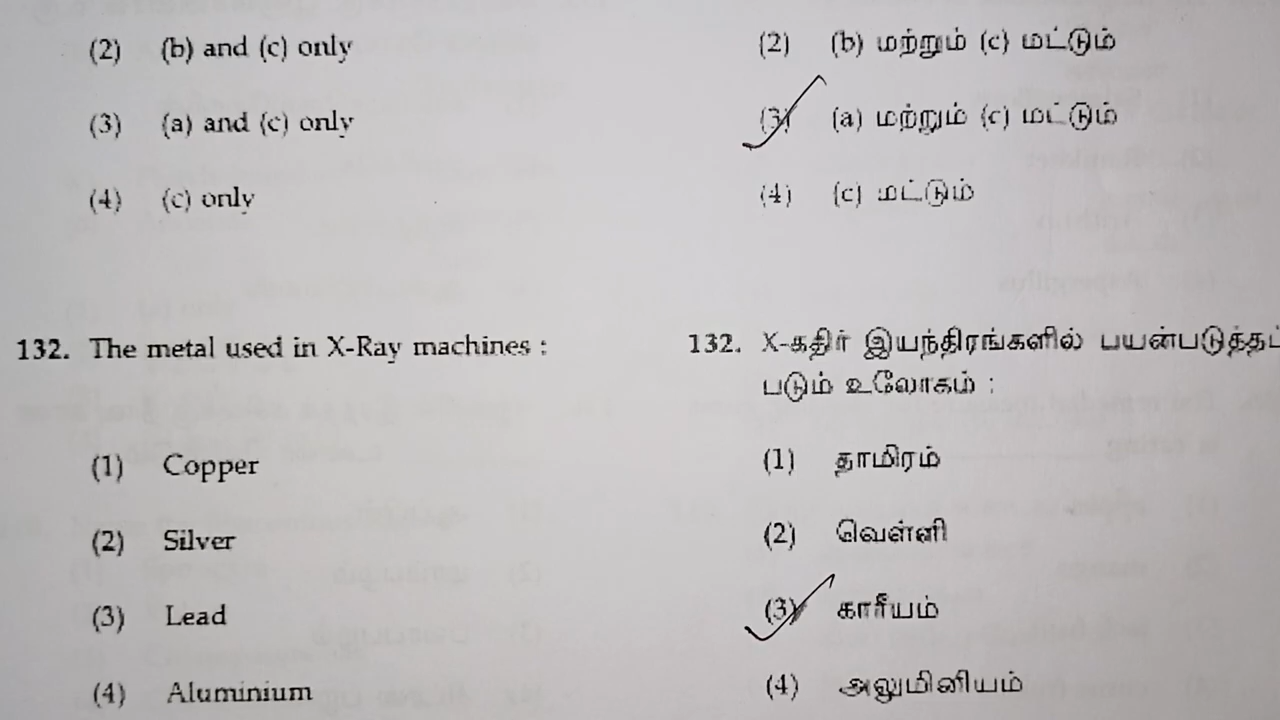 (2) (b) and (c) only
(3) (a) and (c) only
(4) (c) only
132. The metal used in X-Ray machines :
(1) Copper
(2) Silver
(3) Lead
(4) Aluminium
(2) (b) மற்றும் (c) மட்டும்
(3) (a) மற்றும் (c) மட்டும்
(4) (c) மட்டும்
132. X-கதிர் இயந்திரங்களில் பயன்படுத்தப்
படும் உலோகம் :
(1) தாமிரம்
(2) வெள்ளி
(3) காரீயம்
(4) அலுமினியம்